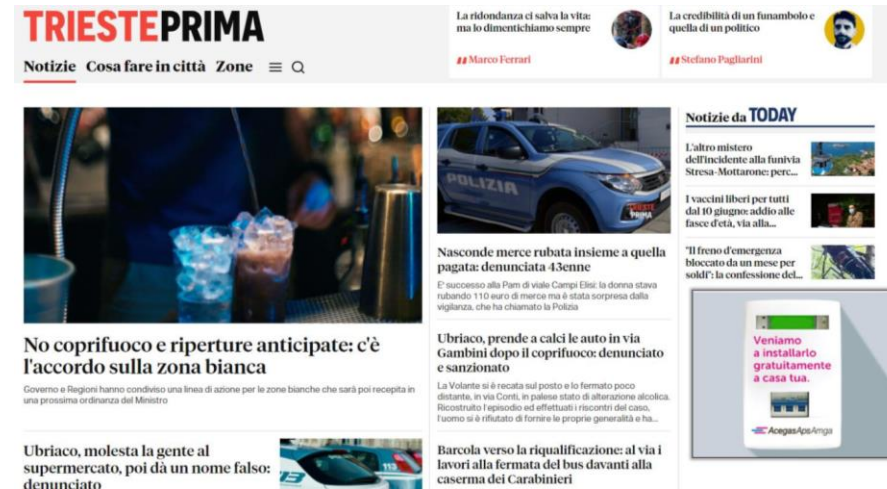 TRIESTEPRIMA
Notizie Cosa fare in città Zone
La ridondanza ci salva la vita:
ma lo dimentichiamo sempre
Marco Ferrari
La credibilità di un funambolo e
quella di un politico
Stefano Pagliarini
POLIZIA
TRIESTE
PRIMA
No coprifuoco e riperture anticipate: c'è
l'accordo sulla zona bianca
Governo e Regioni hanno condiviso una linea di azione per le zone bianche che sarà poi recepita in
una prossima ordinanza del Ministro
Ubriaco, molesta la gente al
supermercato, poi dà un nome falso:
denunciato
113
Nasconde merce rubata insieme a quella
pagata: denunciata 43enne
E' successo alla Pam di viale Campi Elisi: la donna stava
rubando 110 euro di merce ma è stata sorpresa dalla
vigilanza, che ha chiamato la Polizia
Ubriaco, prende a calci le auto in via
Gambini dopo il coprifuoco: denunciato
e sanzionato
La Volante si è recata sul posto e lo fermato poco
distante, in via Conti, in palese stato di alterazione alcolica.
Ricostruito l'episodio ed effettuati i riscontri del caso,
l'uomo si è rifiutato di fornire le proprie generalità e ha...
Barcola verso la riqualificazione: al via i
lavori alla fermata del bus davanti alla
caserma dei Carabinieri
Notizie da TODAY
L'altro mistero
dell'incidente alla funivia
Stresa-Mottarone: perc...
I vaccini liberi per tutti
dal 10 giugno: addio alle
fasce d'età, via alla...
"Il freno d'emergenza
bloccato da un mese per
soldi": la confessione del...
Veniamo
a installarlo
gratuitamente
a casa tua.
AcegasApsAmga